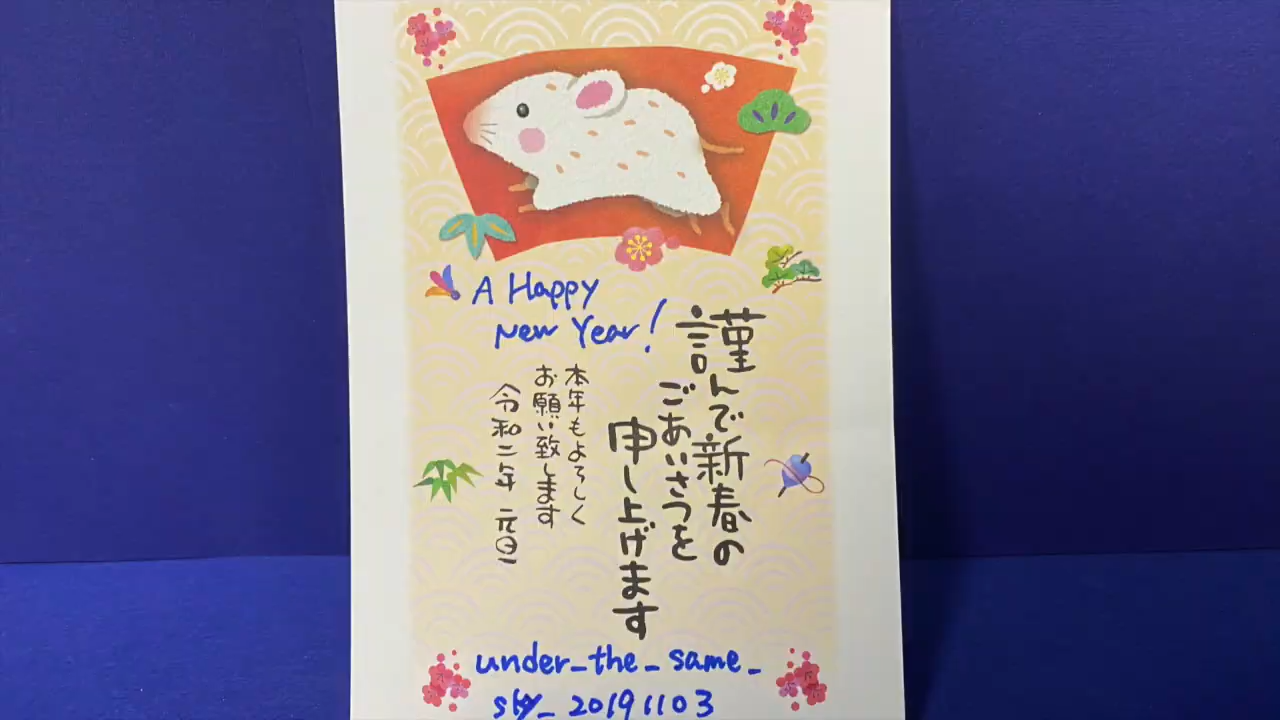 A Happy
New Year!
謹んで新春の
ごあいさつを
申し上げます
本年もよろしく
お願い致します
令和二年 元日
under_the_same_
sky_20191103